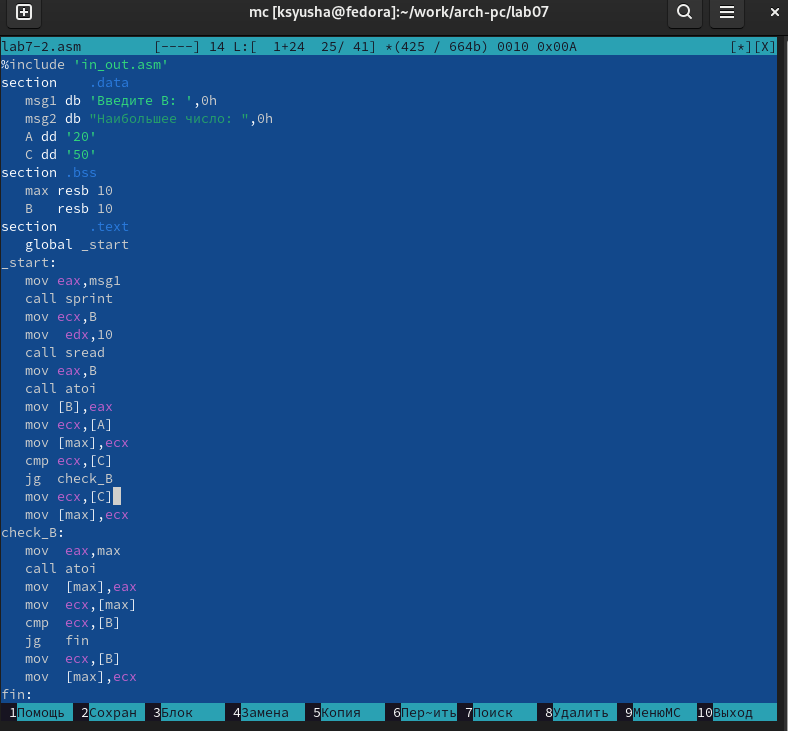 mc [ksyusha@fedora]:~/work/arch-pc/lab07
lab7-2.asm         [----] 14 L:[  1+24  25/ 41] *(425 / 664b) 0010 0x00A                   [*][X]
%include 'in_out.asm'
section    .data
   msg1 db 'Введите B: ',0h
   msg2 db "Наибольшее число: ",0h
   A dd '20'
   C dd '50'
section .bss
   max resb 10
   B   resb 10
section    .text
   global _start
_start:
   mov eax,msg1
   call sprint
   mov ecx,B
   mov  edx,10
   call sread
   mov eax,B
   call atoi
   mov [B],eax
   mov ecx,[A]
   mov [max],ecx
   cmp ecx,[C]
   jg  check_B
   mov ecx,[C]
   mov [max],ecx
check_B:
   mov  eax,max
   call atoi
   mov  [max],eax
   mov  ecx,[max]
   cmp  ecx,[B]
   jg   fin
   mov  ecx,[B]
   mov  [max],ecx
fin:
1Помощь 2Сохран 3Блок 4Замена 5Копия 6Пер~ить 7Поиск 8Удалить 9МенюMC 10Выход